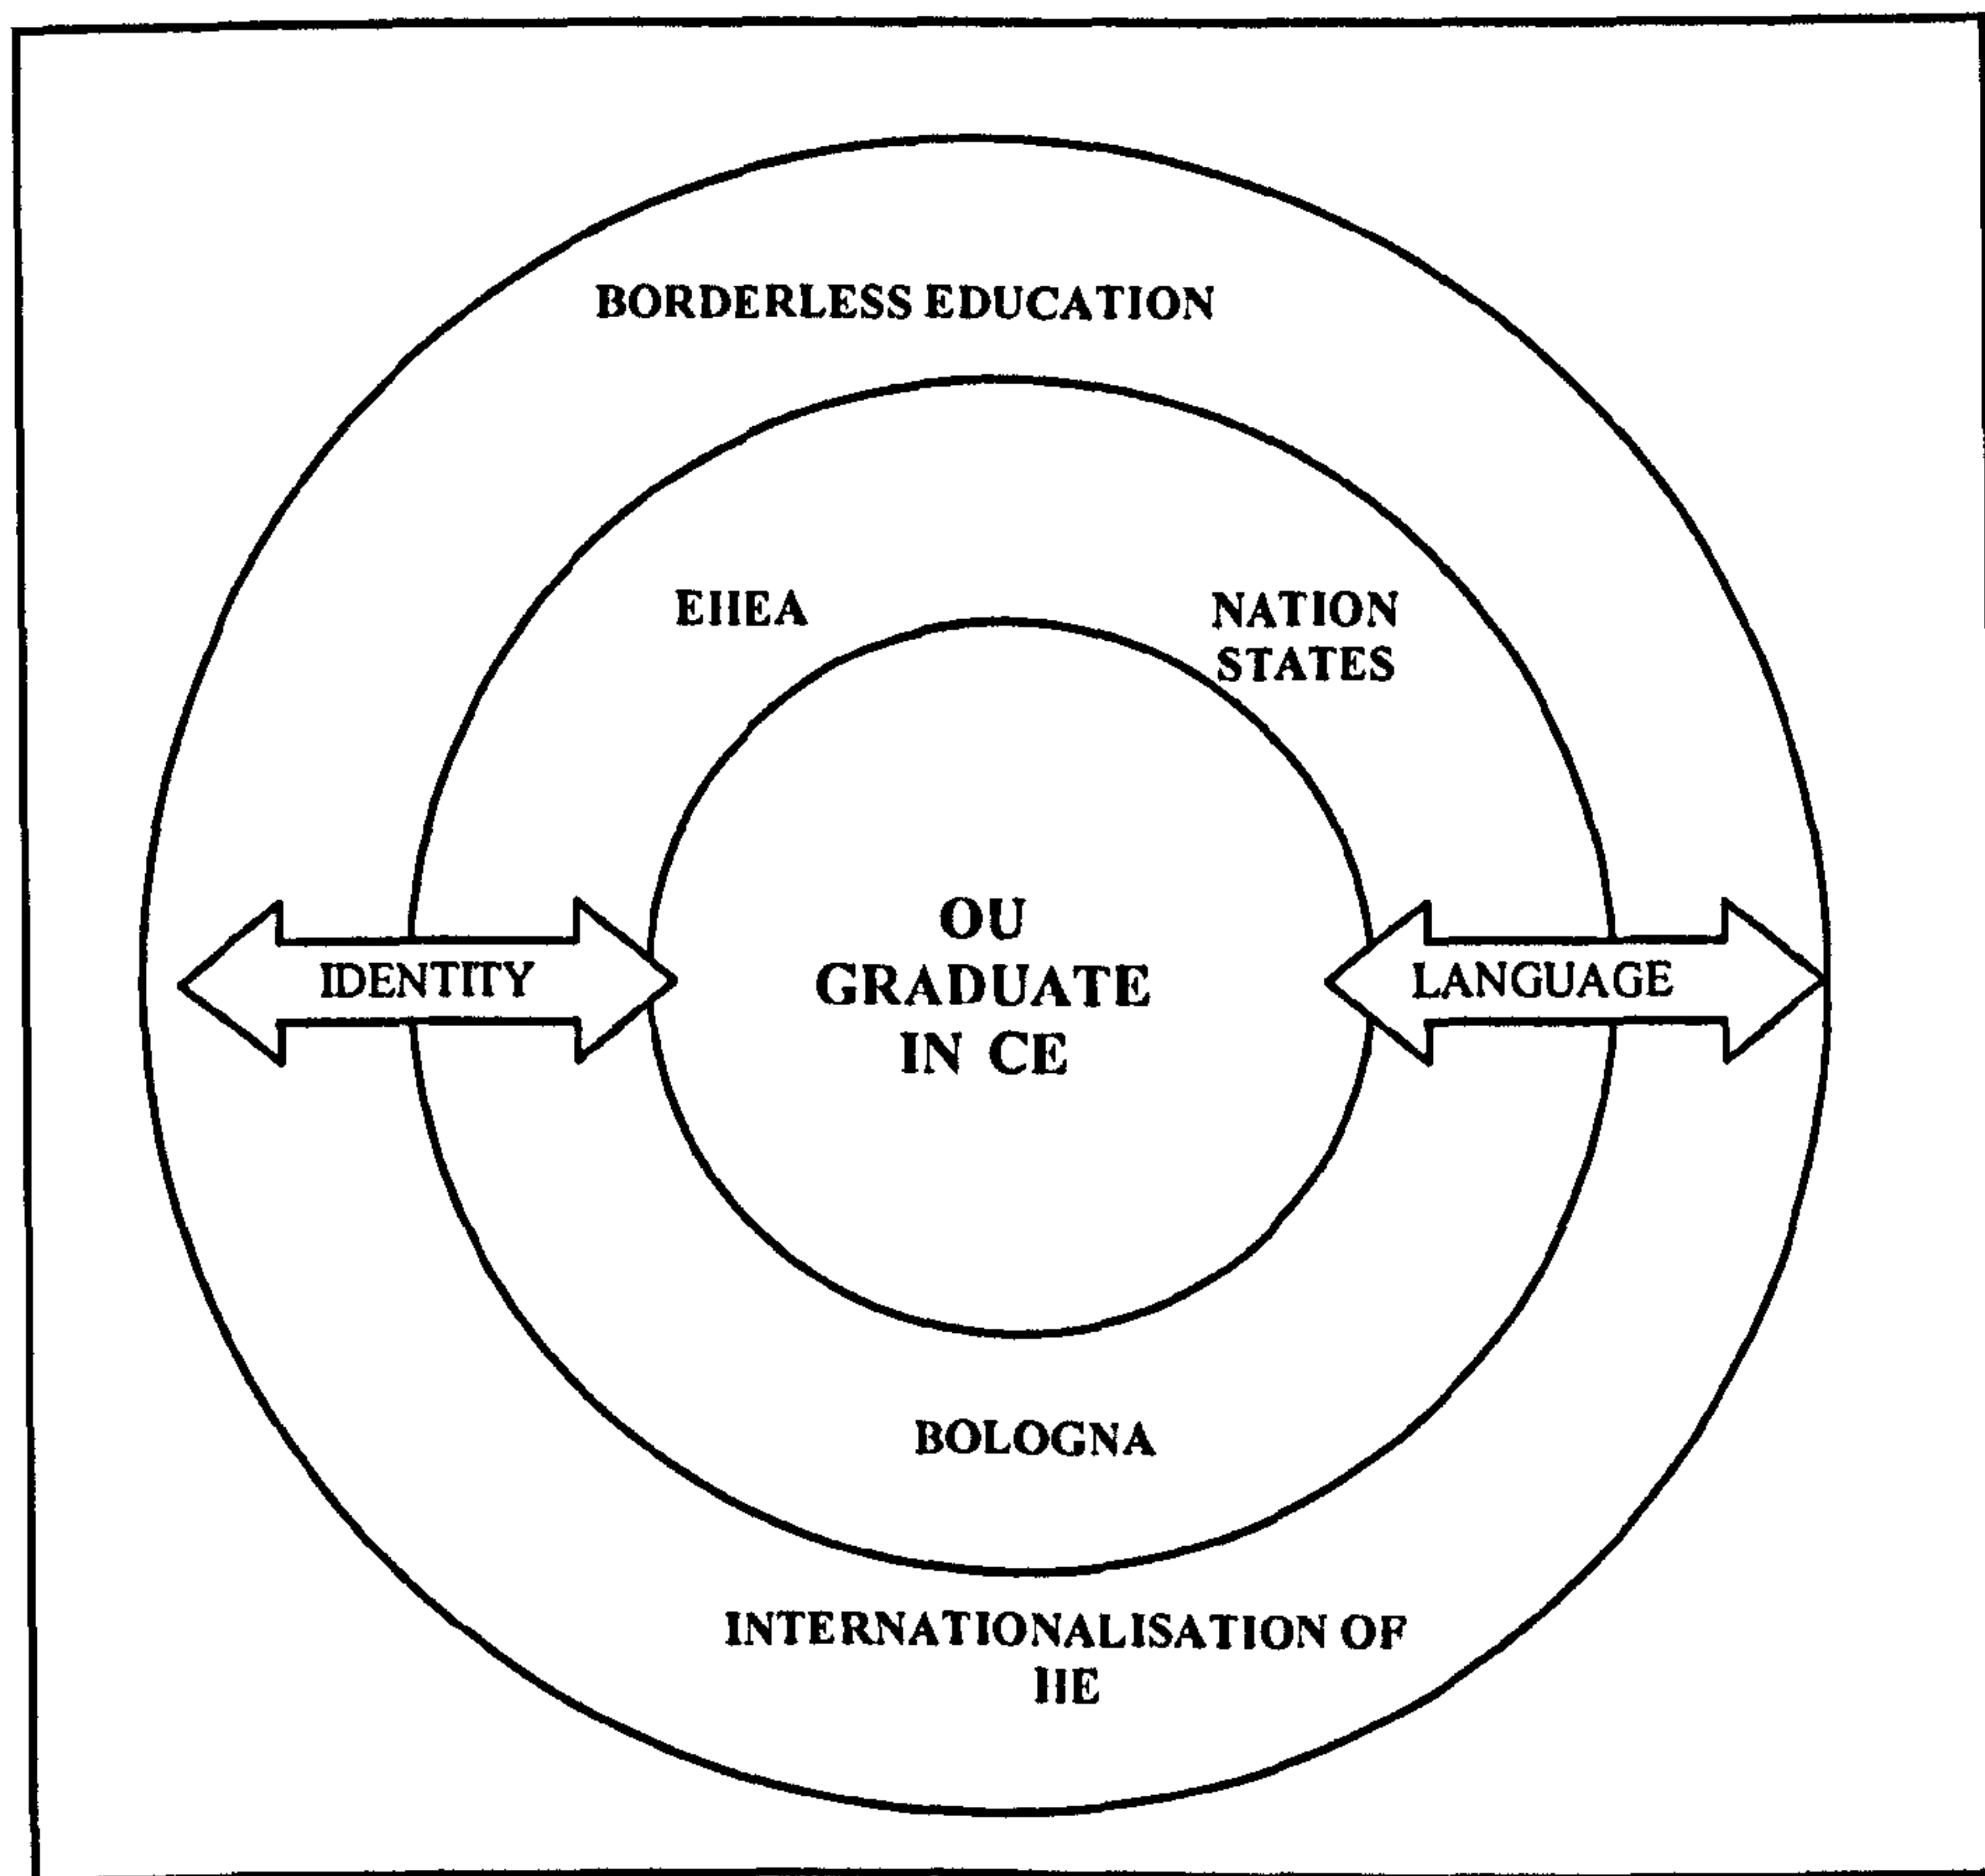 BORDERLESS EDUCATION
EHEA
NATION
STATES
OU
GRADUATE
IN CE
IDENTITY
LANGUAGE
BOLOGNA
INTERNATIONALISATION OF
HE